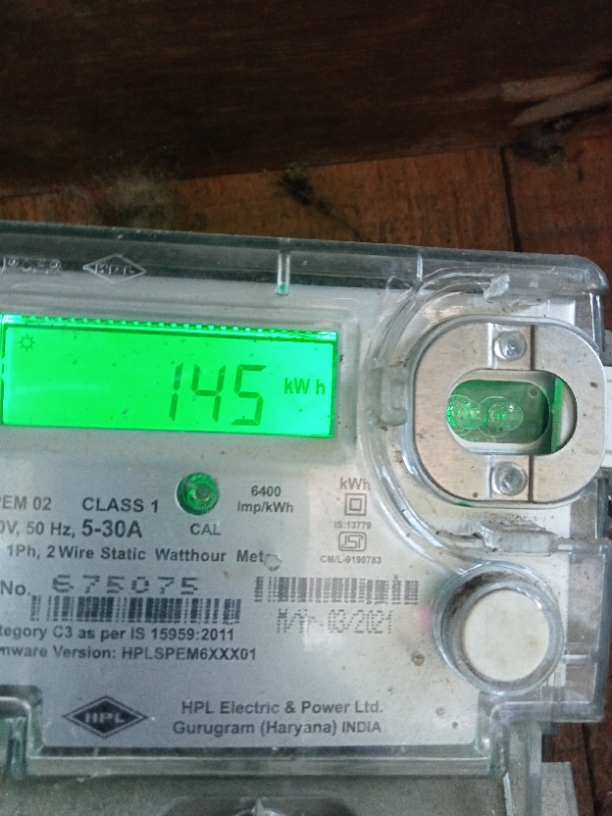 HPL
145 kWh
6400
imp/kWh
kWh
EM 02 CLASS 1
CAL
IS:13779
0V, 50 Hz, 5-30A
ISI
CM/L-9190783
1Ph, 2 Wire Static Watthour
No. 675075
M/Y- 03/2021
tegory C3 as per IS 15959:2011
mware Version: HPLSPEM6XXX01
HPL
HPL Electric & Power Ltd.
Gurugram (Haryana) INDIA